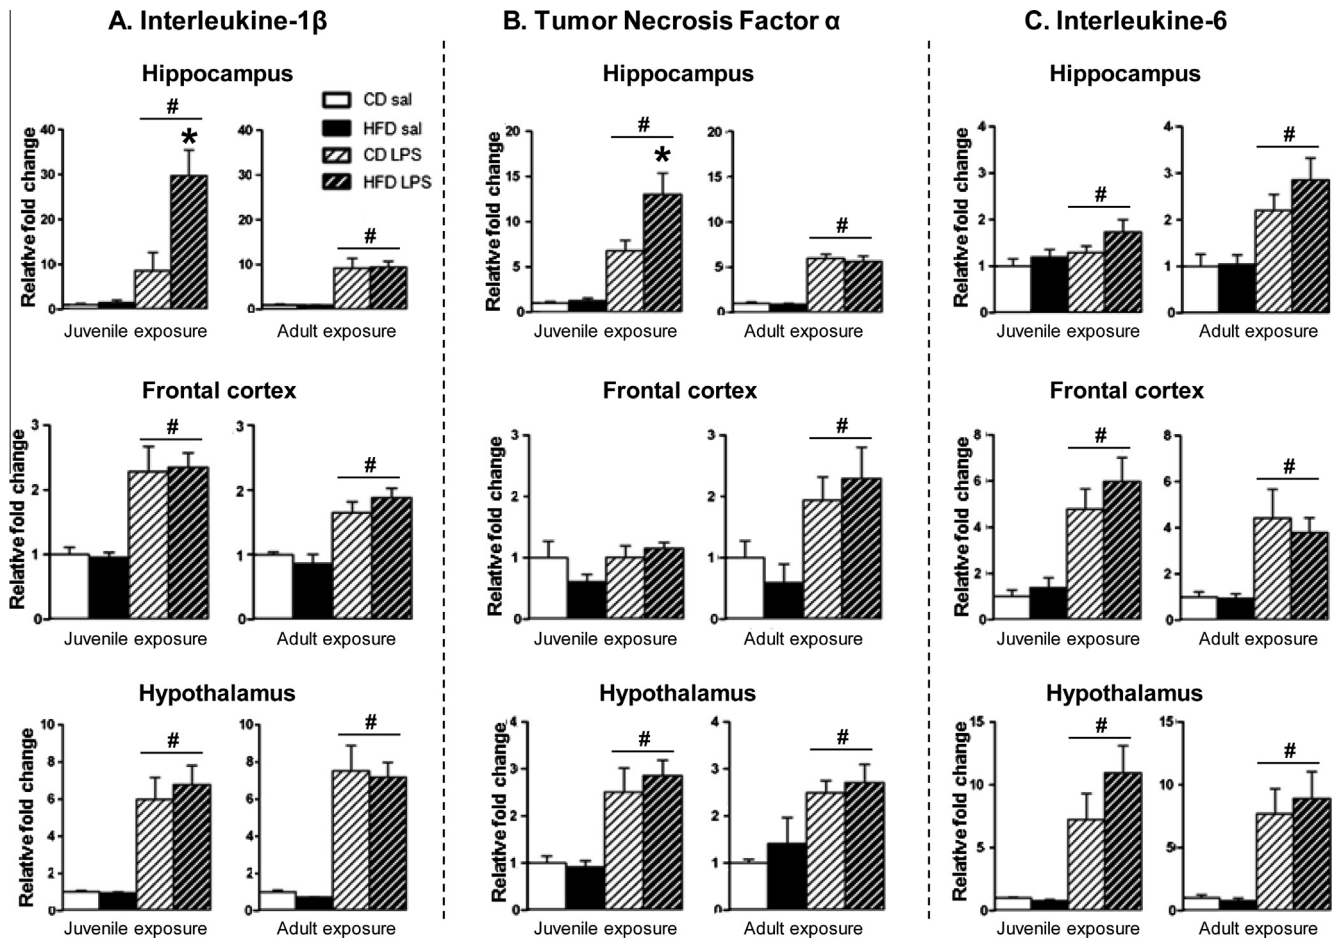 A. Interleukine-1β
B. Tumor Necrosis Factor α
C. Interleukine-6
Hippocampus
Hippocampus
Hippocampus
CD sal
HFD sal
CD LPS
HFD LPS
Relative fold change
40
30
20
10
0
#
*
Juvenile exposure
40
30
20
10
0
#
Adult exposure
Relative fold change
20
15
10
5
0
#
*
Juvenile exposure
20
15
10
5
0
#
Adult exposure
Relative fold change
4
3
2
1
0
#
Juvenile exposure
4
3
2
1
0
#
Adult exposure
Frontal cortex
Frontal cortex
Frontal cortex
Relative fold change
3
2
1
0
#
Juvenile exposure
3
2
1
0
#
Adult exposure
Relative fold change
3
2
1
0
Juvenile exposure
3
2
1
0
#
Adult exposure
Relative fold change
8
6
4
2
0
#
Juvenile exposure
8
6
4
2
0
#
Adult exposure
Hypothalamus
Hypothalamus
Hypothalamus
Relative fold change
10
8
6
4
2
0
#
Juvenile exposure
10
8
6
4
2
0
#
Adult exposure
Relative fold change
4
3
2
1
0
#
Juvenile exposure
4
3
2
1
0
#
Adult exposure
Relative fold change
15
10
5
0
#
Juvenile exposure
15
10
5
0
#
Adult exposure